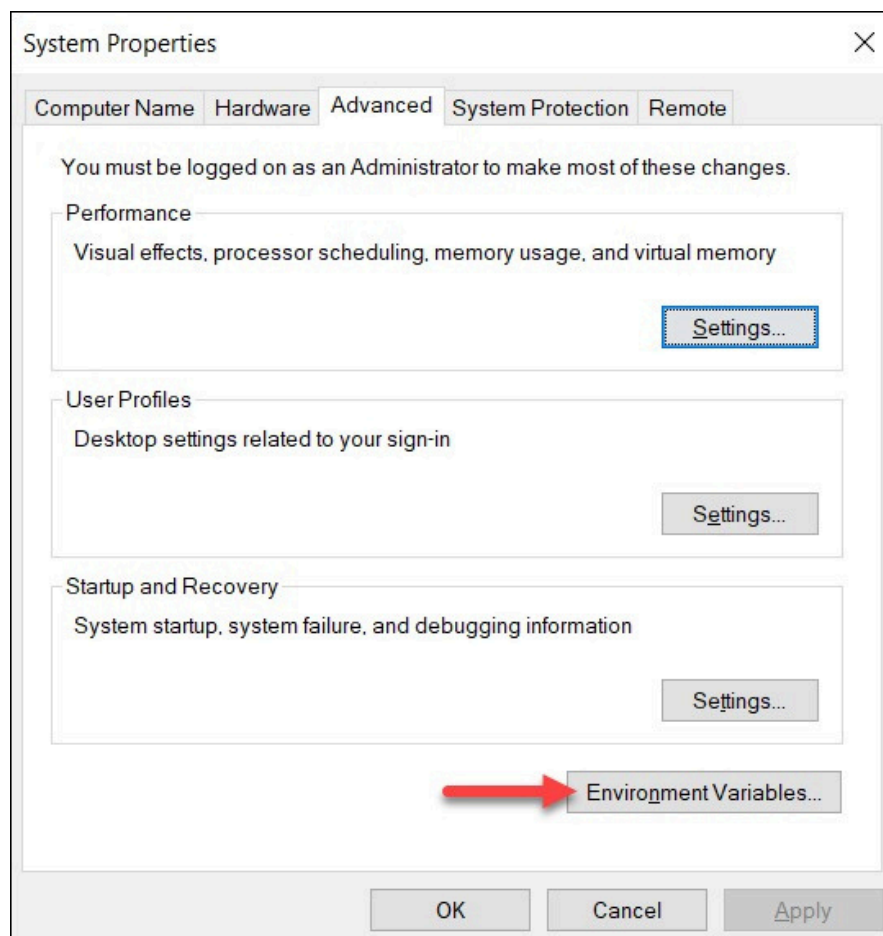 System Properties
Computer Name Hardware Advanced System Protection Remote
You must be logged on as an Administrator to make most of these changes.
Performance
Visual effects, processor scheduling, memory usage, and virtual memory
Settings...
User Profiles
Desktop settings related to your sign-in
Settings...
Startup and Recovery
System startup, system failure, and debugging information
Settings...
Environment Variables...
OK Cancel Apply